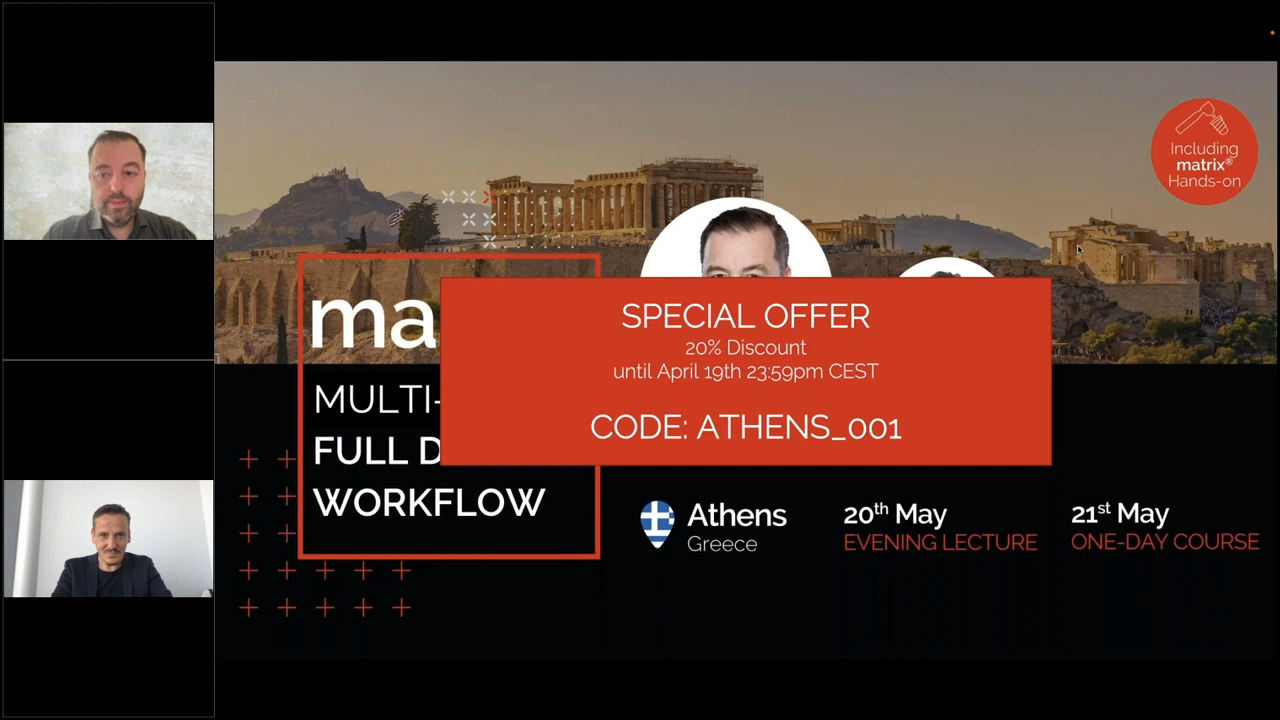 Including
matrix®
Hands-on
ma
MULTI-
FULL D
WORKFLOW
SPECIAL OFFER
20% Discount
until April 19th 23:59pm CEST
CODE: ATHENS_001
Athens
Greece
20th May
EVENING LECTURE
21st May
ONE-DAY COURSE